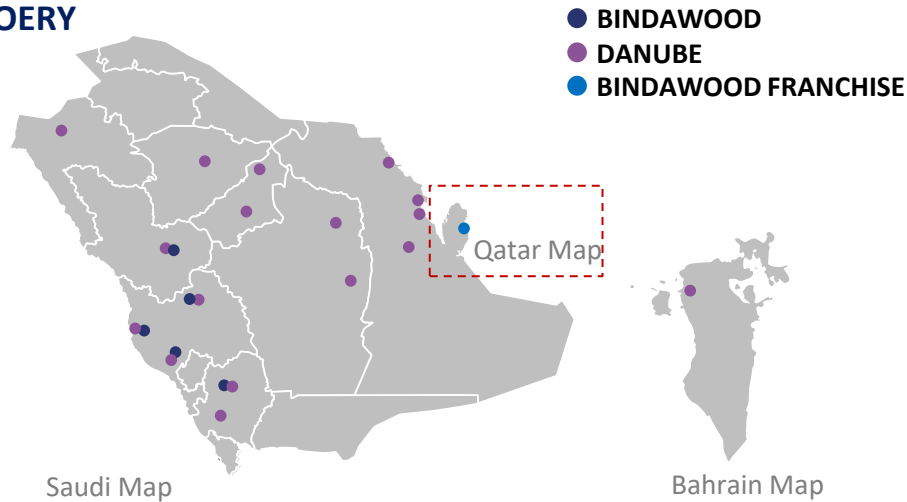 OERY
BINDAWOOD
DANUBE
BINDAWOOD FRANCHISE
Qatar Map
Saudi Map
Bahrain Map